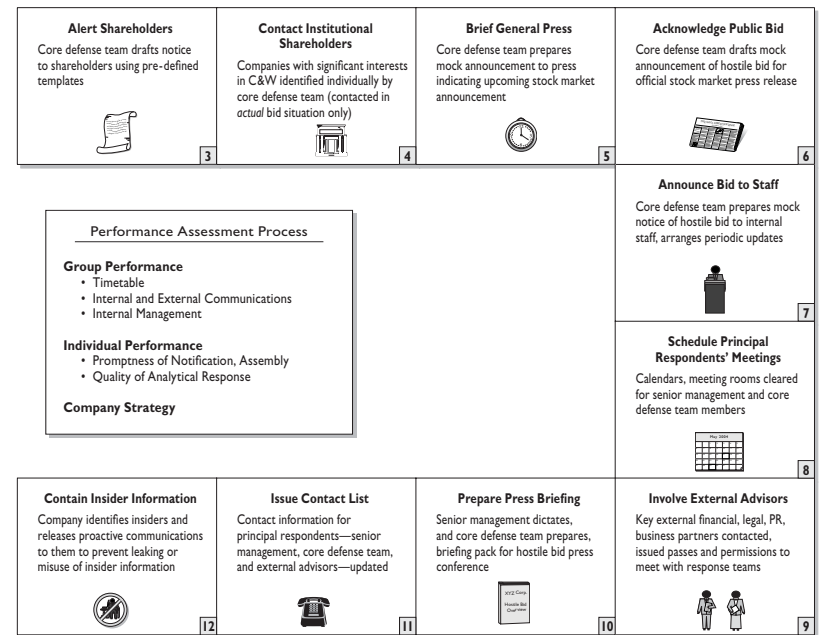 Alert Shareholders
Core defense team drafts notice
to shareholders using pre-defined
templates
3
Contact Institutional
Shareholders
Companies with significant interests
in C&W identified individually by
core defense team (contacted in
actual bid situation only)
4
Brief General Press
Core defense team prepares
mock announcement to press
indicating upcoming stock market
announcement
5
Acknowledge Public Bid
Core defense team drafts mock
announcement of hostile bid for
official stock market press release
6
Announce Bid to Staff
Core defense team prepares mock
notice of hostile bid to internal
staff, arranges periodic updates
7
Performance Assessment Process
Group Performance
• Timetable
• Internal and External Communications
• Internal Management
Individual Performance
• Promptness of Notification, Assembly
• Quality of Analytical Response
Company Strategy
Schedule Principal
Respondents’ Meetings
Calendars, meeting rooms cleared
for senior management and core
defense team members
May 2004
8
Contain Insider Information
Company identifies insiders and
releases proactive communications
to them to prevent leaking or
misuse of insider information
12
Issue Contact List
Contact information for
principal respondents—senior
management, core defense team,
and external advisors—updated
11
Prepare Press Briefing
Senior management dictates,
and core defense team prepares,
briefing pack for hostile bid press
conference
XYZ Corp.
Hostile Bid
Overview
10
Involve External Advisors
Key external financial, legal, PR,
business partners contacted,
issued passes and permissions to
meet with response teams
9